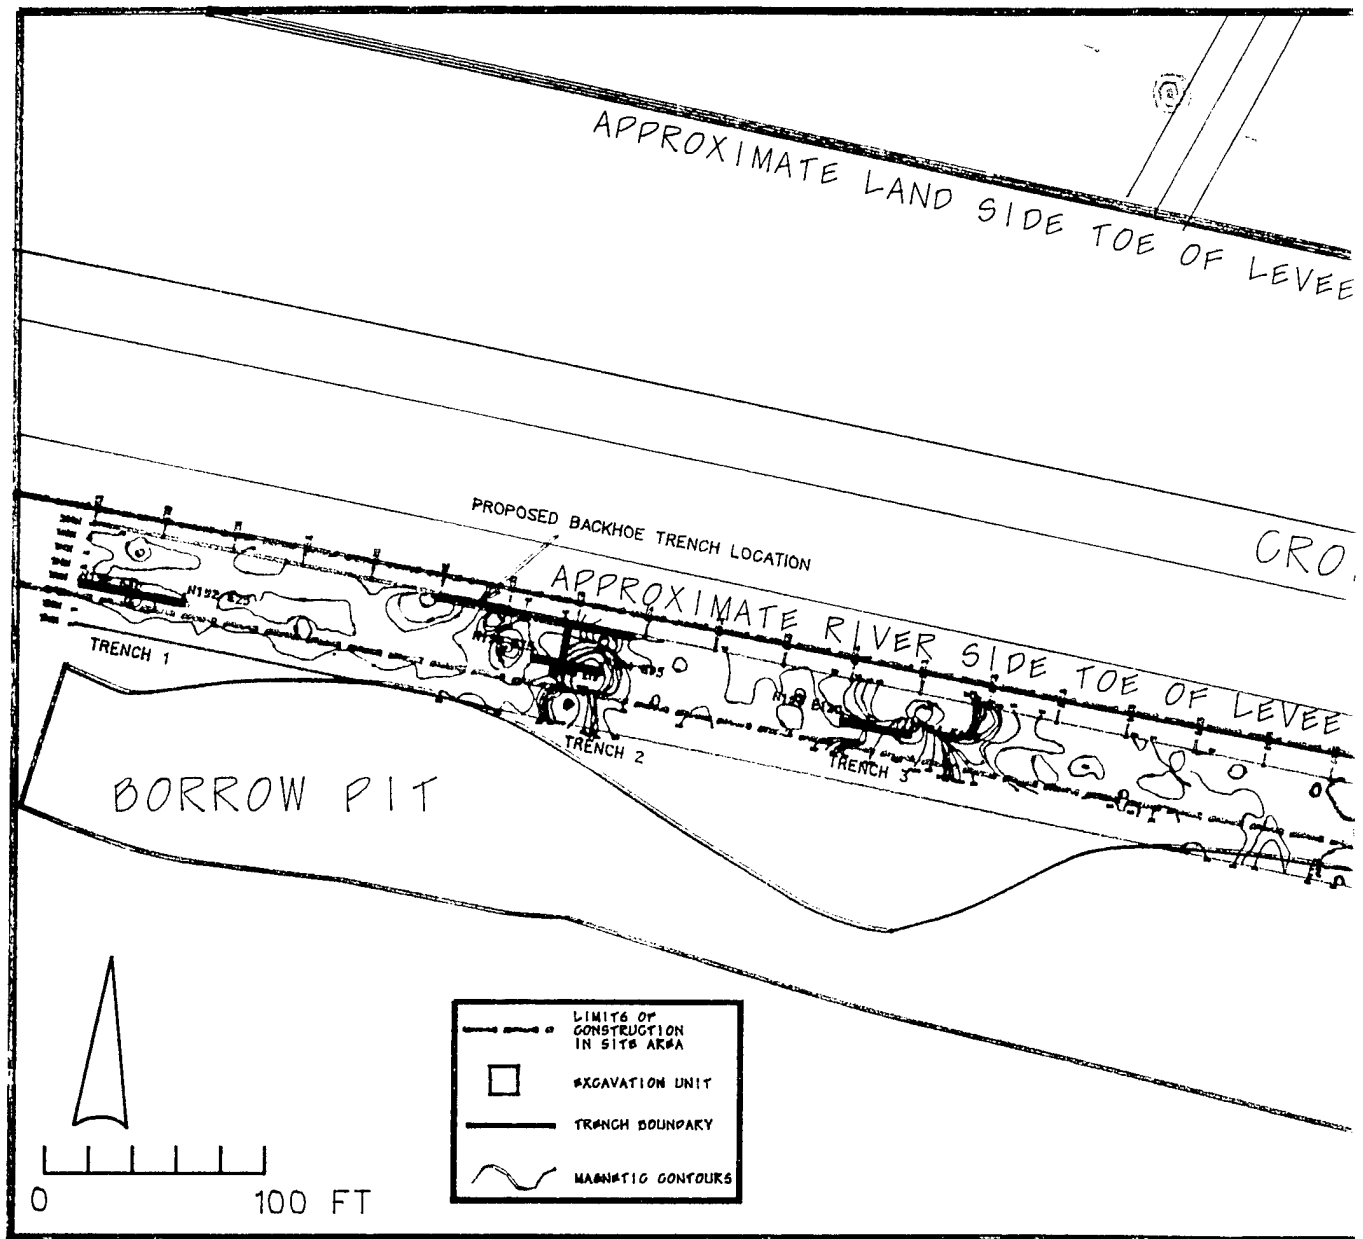 APPROXIMATE LAND SIDE TOE OF LEVEE
CRO
PROPOSED BACKHOE TRENCH LOCATION
APPROXIMATE RIVER SIDE TOE OF LEVEE
N192 E25
TRENCH 1
TRENCH 2
TRENCH 3
BORROW PIT
LIMITS OF
CONSTRUCTION
IN SITE AREA
EXCAVATION UNIT
TRENCH BOUNDARY
MAGNETIC CONTOURS
0 100 FT